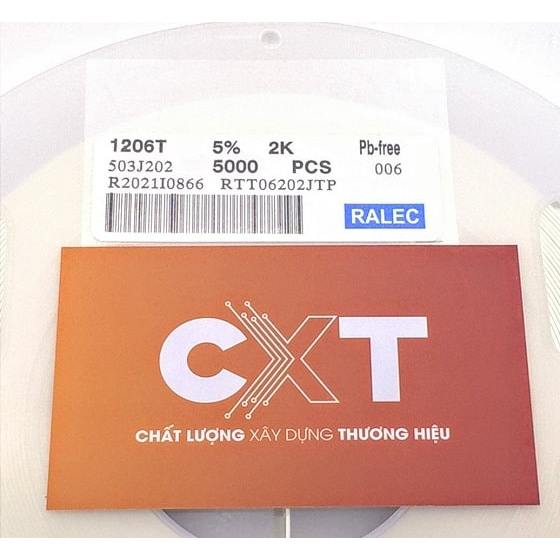 1206T 5% 2K Pb-free
503J202 5000 PCS 006
R2021I0866 RTT06202JTP
RALEC
CXT
CHẤT LƯỢNG XÂY DỰNG THƯƠNG HIỆU